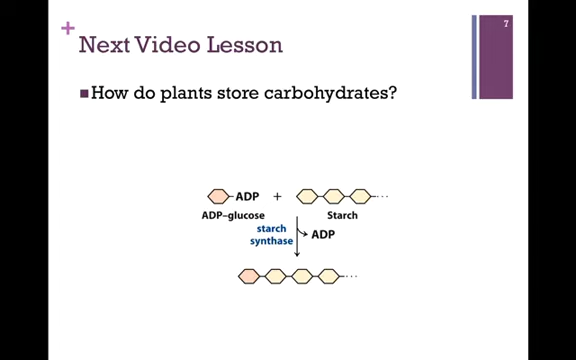 +
7
Next Video Lesson
■ How do plants store carbohydrates?
ADP + ...
ADP–glucose Starch
starch
synthase
ADP
...